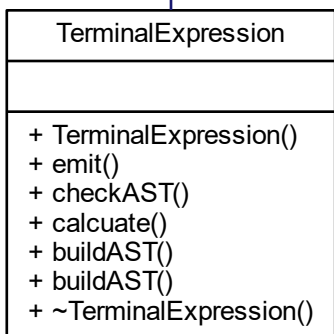 TerminalExpression
+ TerminalExpression()
+ emit()
+ checkAST()
+ calcuate()
+ buildAST()
+ buildAST()
+ ~TerminalExpression()